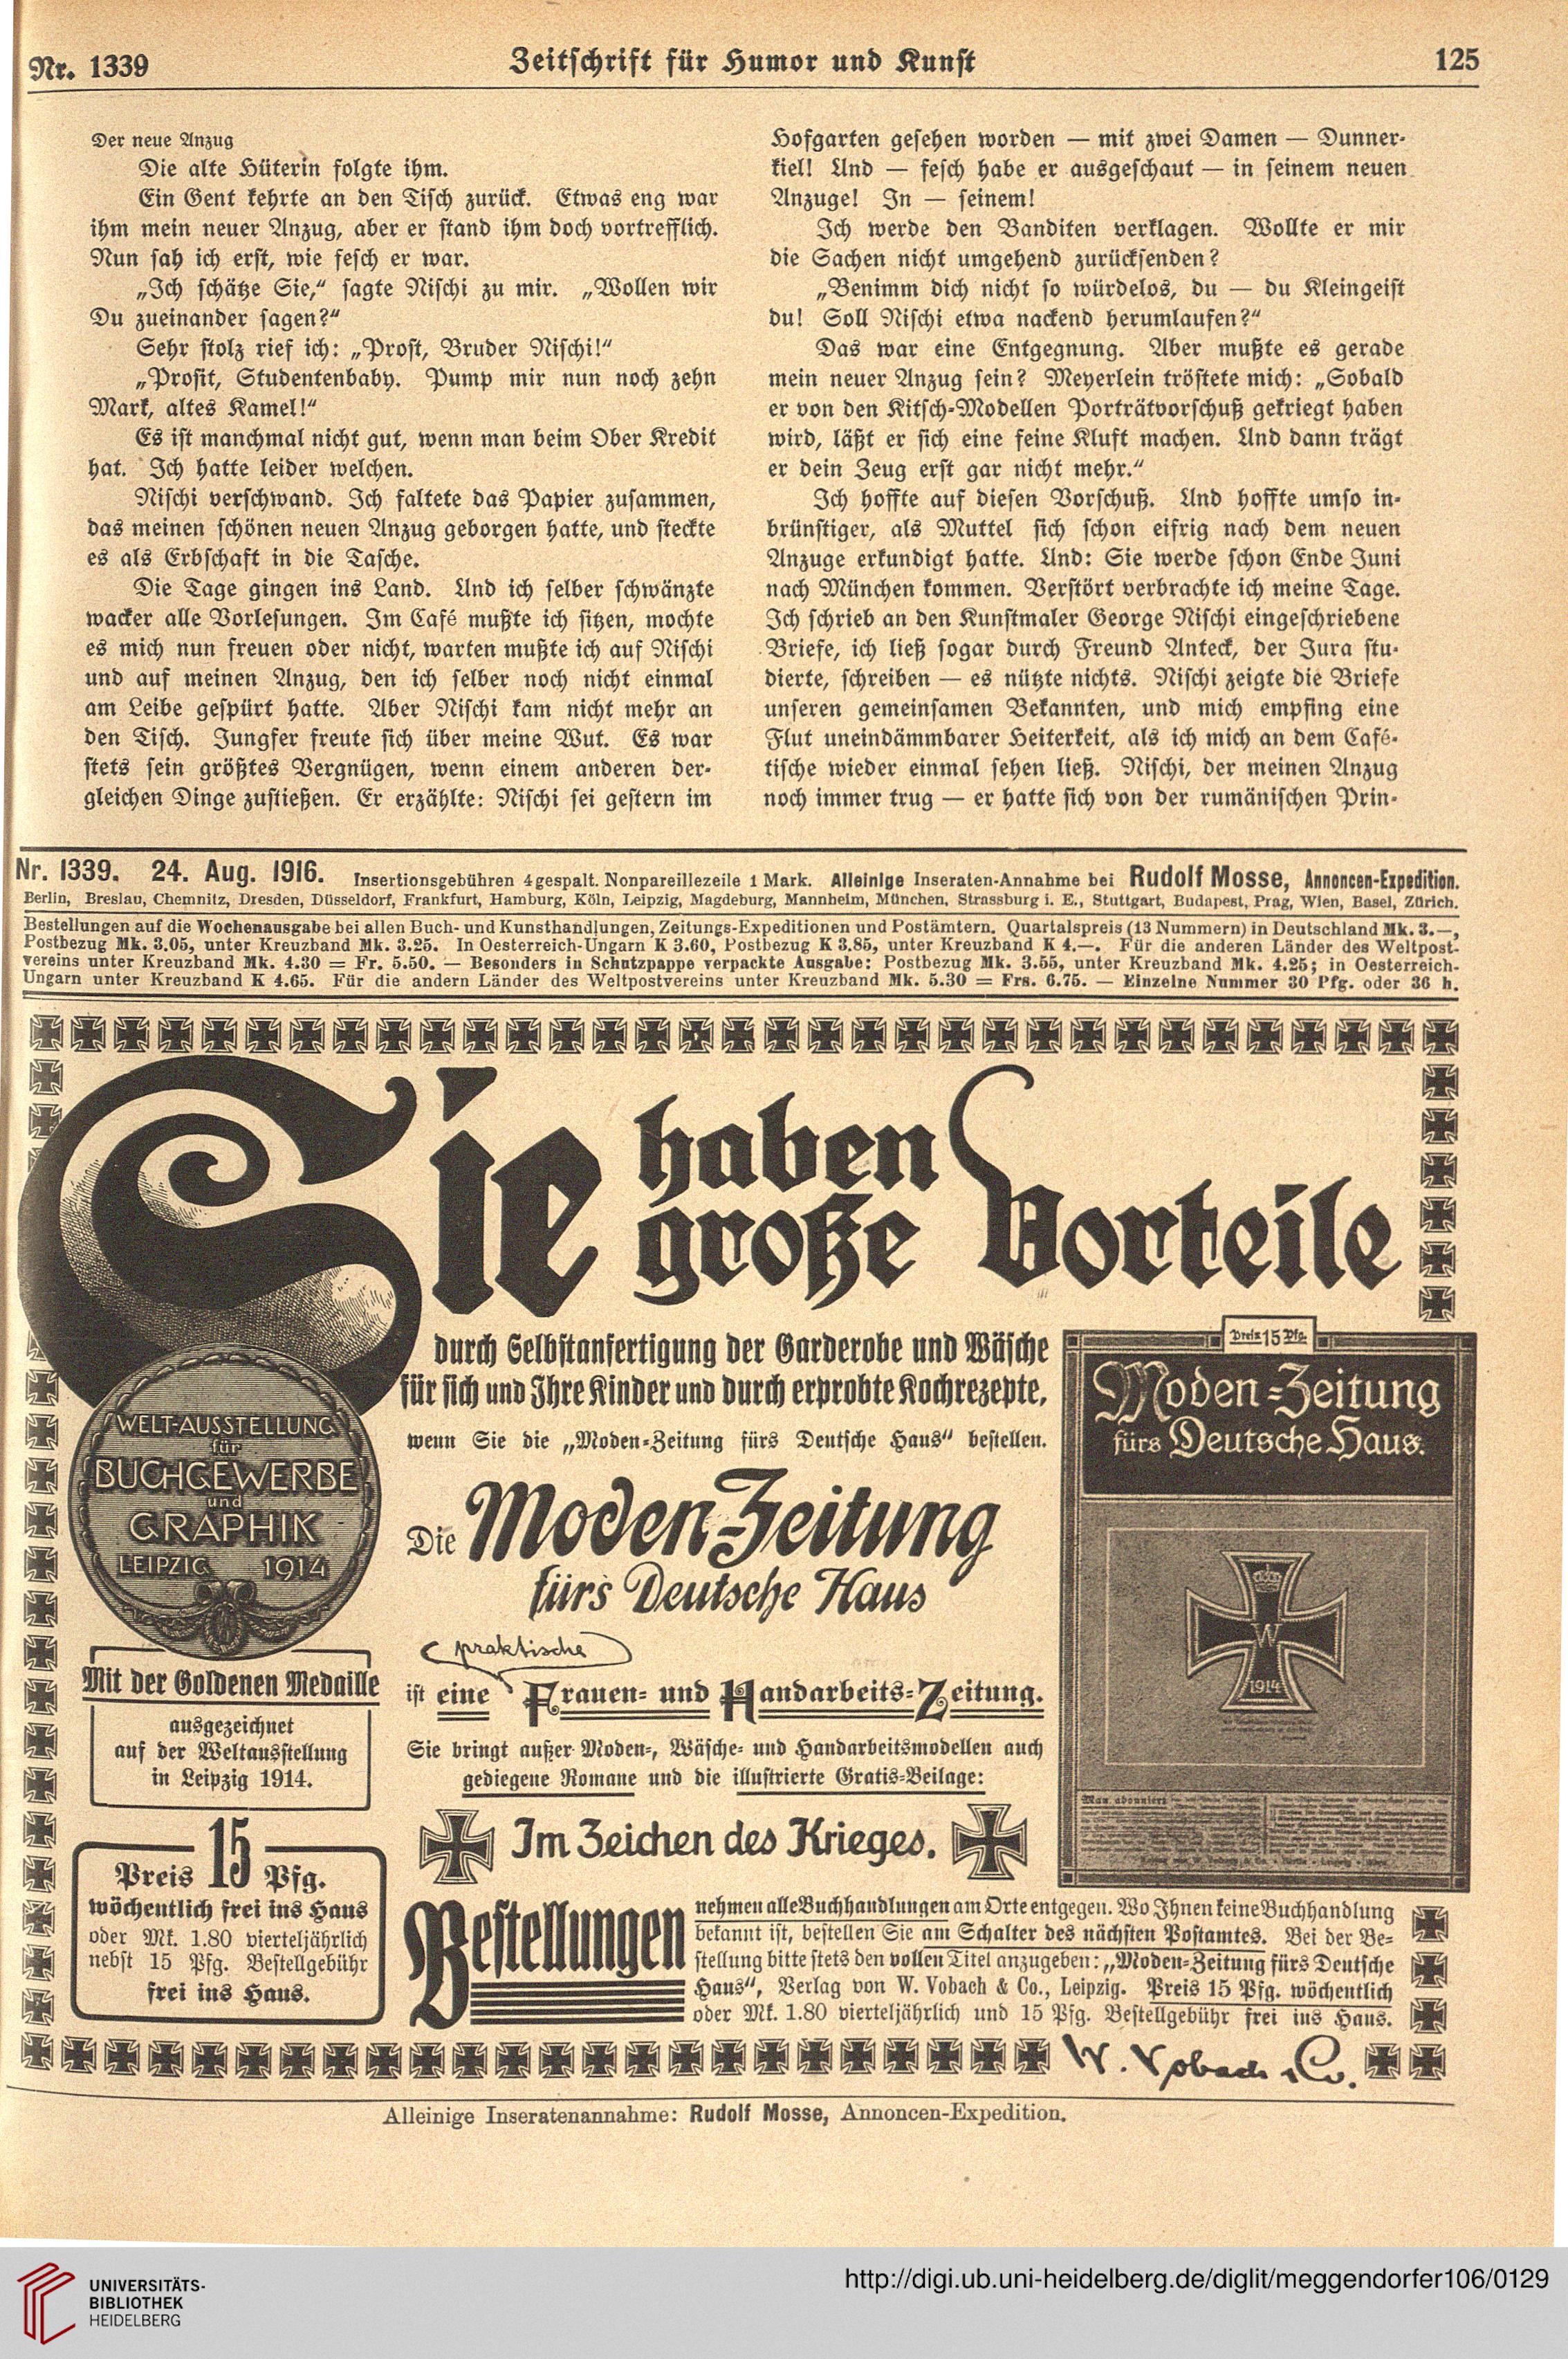 Nr. 1339
Zeitschrift für Humor und Kunst
125
Der neue Anzug
Die alte Hüterin folgte ihm.
Ein Gent kehrte an den Tisch zurück. Etwas eng war
ihm mein neuer Anzug, aber er stand ihm doch vortrefflich.
Nun sah ich erst, wie fesch er war.
„Ich schätze Sie,“ sagte Nischi zu mir. „Wollen wir
Du zueinander sagen?“
Sehr stolz rief ich: „Prost, Bruder Nischi!“
„Prosit, Studentenbaby. Pump mir nun noch zehn
Mark, altes Kamel!“
Es ist manchmal nicht gut, wenn man beim Ober Kredit
hat. Ich hatte leider welchen.
Nischi verschwand. Ich faltete das Papier zusammen,
das meinen schönen neuen Anzug geborgen hatte, und steckte
es als Erbschaft in die Tasche.
Die Tage gingen ins Land. Und ich selber schwänzte
wacker alle Vorlesungen. Im Café mußte ich sitzen, mochte
es mich nun freuen oder nicht, warten mußte ich auf Nischi
und auf meinen Anzug, den ich selber noch nicht einmal
am Leibe gespürt hatte. Aber Nischi kam nicht mehr an
den Tisch. Jungfer freute sich über meine Wut. Es war
stets sein größtes Vergnügen, wenn einem anderen der-
gleichen Dinge zustießen. Er erzählte: Nischi sei gestern im
Hofgarten gesehen worden — mit zwei Damen — Dunner-
kiel! Und — fesch habe er ausgeschaut — in seinem neuen
Anzuge! In — seinem!
Ich werde den Banditen verklagen. Wollte er mir
die Sachen nicht umgehend zurücksenden?
„Benimm dich nicht so würdelos, du — du Kleingeist
du! Soll Nischi etwa nackend herumlaufen?“
Das war eine Entgegnung. Aber mußte es gerade
mein neuer Anzug sein? Meyerlein tröstete mich: „Sobald
er von den Kitsch-Modellen Porträtvorschuß gekriegt haben
wird, läßt er sich eine feine Kluft machen. Und dann trägt
er dein Zeug erst gar nicht mehr.“
Ich hoffte auf diesen Vorschuß. Und hoffte umso in-
brünstiger, als Muttel sich schon eifrig nach dem neuen
Anzuge erkundigt hatte. Und: Sie werde schon Ende Juni
nach München kommen. Verstört verbrachte ich meine Tage.
Ich schrieb an den Kunstmaler George Nischi eingeschriebene
Briefe, ich ließ sogar durch Freund Anteck, der Jura stu-
dierte, schreiben — es nützte nichts. Nischi zeigte die Briefe
unseren gemeinsamen Bekannten, und mich empfing eine
Flut uneindämmbarer Heiterkeit, als ich mich an dem Café-
tische wieder einmal sehen ließ. Nischi, der meinen Anzug
noch immer trug — er hatte sich von der rumänischen Prin-
Nr. 1339. 24. Aug. 1916. Insertionsgebühren 4gespalt. Nonpareillezeile 1 Mark. Alleinige Inseraten-Annahme bei Rudolf Mosse, Annoncen-Expedition.
Berlin, Breslau, Chemnitz, Dresden, Düsseldorf, Frankfurt, Hamburg, Köln, Leipzig, Magdeburg, Mannheim, München, Strassburg i. E., Stuttgart, Budapest, Prag, Wien, Basel, Zürich.
Bestellungen auf die Wochenausgabe bei allen Buch- und Kunsthandlungen, Zeitungs-Expeditionen und Postämtern. Quartalspreis (13 Nummern) in Deutschland Mk. 3.—,
Postbezug Mk. 3.05, unter Kreuzband Mk. 3.25. In Oesterreich-Ungarn K 3.60, Postbezug K 3.85, unter Kreuzband K 4.—. Für die anderen Länder des Weltpost-
vereins unter Kreuzband Mk. 4.30 = Fr. 5.50. — Besonders in Schutzpappe verpackte Ausgabe: Postbezug Mk. 3.55, unter Kreuzband Mk. 4.25; in Oesterreich-
Ungarn unter Kreuzband K 4.65. Für die andern Länder des Weltpostvereins unter Kreuzband Mk. 5.30 = Frs. 6.75. — Einzelne Nummer 30 Pfg. oder 36 h.
Sie haben
große Vorteile
durch Selbstanfertigung der Garderobe und Wäsche
für sich und Ihre Kinder und durch erprobte Kochrezepte,
wenn Sie die „Moden-Zeitung fürs Deutsche Haus“ bestellen.
Die Moden-Zeitung
fürs Deutsche Haus
praktische
ist eine Frauen- und Handarbeits-Zeitung.
Sie bringt außer Moden-, Wäsche- und Handarbeitsmodellen auch
gediegene Romane und die illustrierte Gratis-Beilage:
Im Zeichen des Krieges.
WELT-AUSSTELLUNG
für
BUCHGEWERBE
und
GRAPHIK
LEIPZIG 1914
Mit der Goldenen Medaille
ausgezeichnet
auf der Weltausstellung
in Leipzig 1914.
Preis 15 Pfg.
wöchentlich frei ins Haus
oder Mk. 1.80 vierteljährlich
nebst 15 Pfg. Bestellgebühr
frei ins Haus.
Preis 15 Pfg.
Moden-Zeitung
fürs Deutsche Haus.
W
1914
Man abonniert
Bestellungen
nehmen alle Buchhandlungen am Orte entgegen. Wo Ihnen keine Buchhandlung
bekannt ist, bestellen Sie am Schalter des nächsten Postamtes. Bei der Be-
stellung bitte stets den vollen Titel anzugeben: „Moden-Zeitung fürs Deutsche
Haus“, Verlag von W. Vobach & Co., Leipzig. Preis 15 Pfg. wöchentlich
oder Mk. 1.80 vierteljährlich und 15 Pfg. Bestellgebühr frei ins Haus.
W. Vobach & Co.
Alleinige Inseratenannahme: Rudolf Mosse, Annoncen-Expedition.
UNIVERSITÄTS-
BIBLIOTHEK
HEIDELBERG
http://digi.ub.uni-heidelberg.de/diglit/meggendorfer106/0129